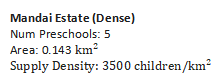 Mandai Estate (Dense)
Num Preschools: 5
Area: 0.143 km²
Supply Density: 3500 children/km²